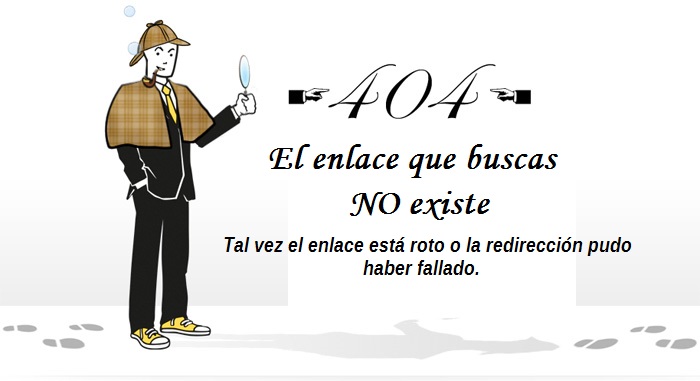 404
El enlace que buscas
NO existe
Tal vez el enlace está roto o la redirección pudo
haber fallado.